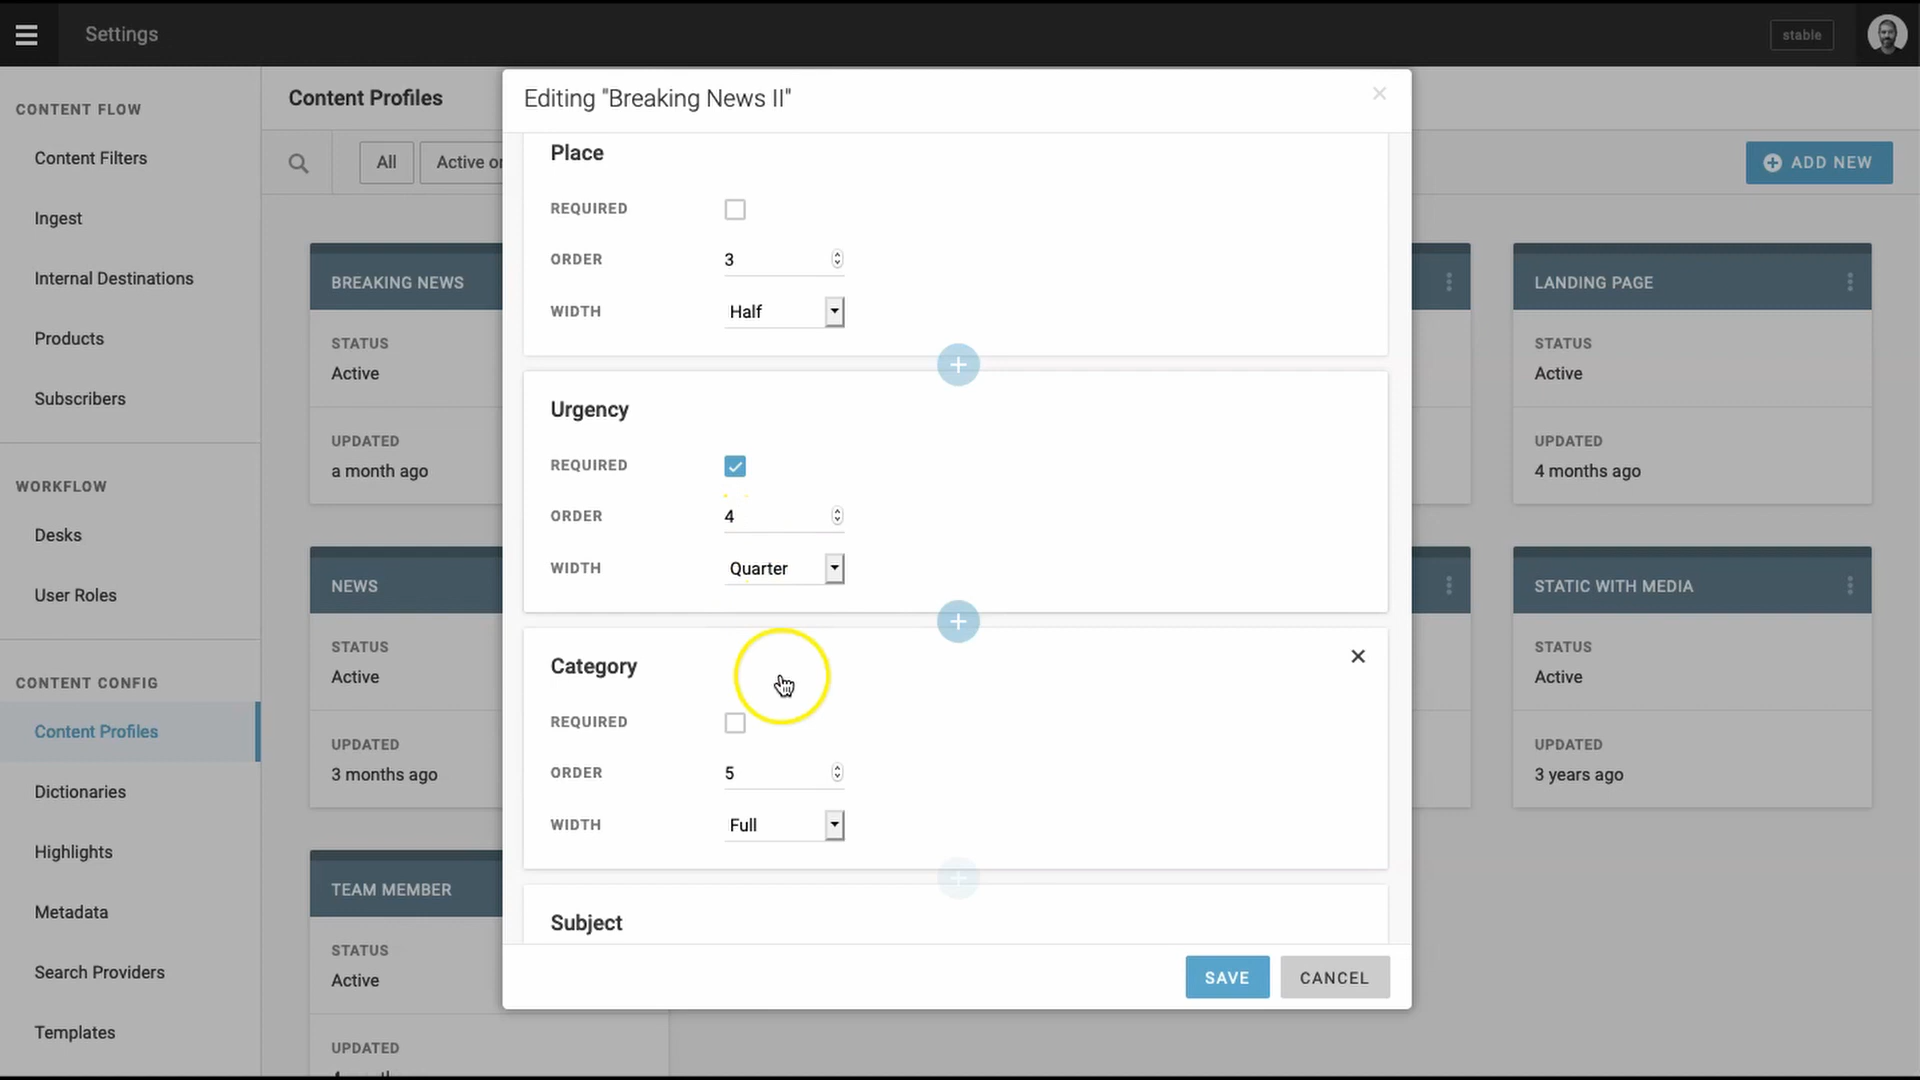 Settings
stable
CONTENT FLOW
Content Filters
Ingest
Internal Destinations
Products
Subscribers
WORKFLOW
Desks
User Roles
CONTENT CONFIG
Content Profiles
Dictionaries
Highlights
Metadata
Search Providers
Templates
Content Profiles
All
Active
ADD NEW
BREAKING NEWS
STATUS
Active
UPDATED
a month ago
NEWS
STATUS
Active
UPDATED
3 months ago
TEAM MEMBER
STATUS
Active
UPDATED
Editing "Breaking News II"
Place
REQUIRED
ORDER 3
WIDTH Half
Urgency
REQUIRED
ORDER 4
WIDTH Quarter
Category
REQUIRED
ORDER 5
WIDTH Full
Subject
SAVE CANCEL
LANDING PAGE
STATUS
Active
UPDATED
4 months ago
STATIC WITH MEDIA
STATUS
Active
UPDATED
3 years ago